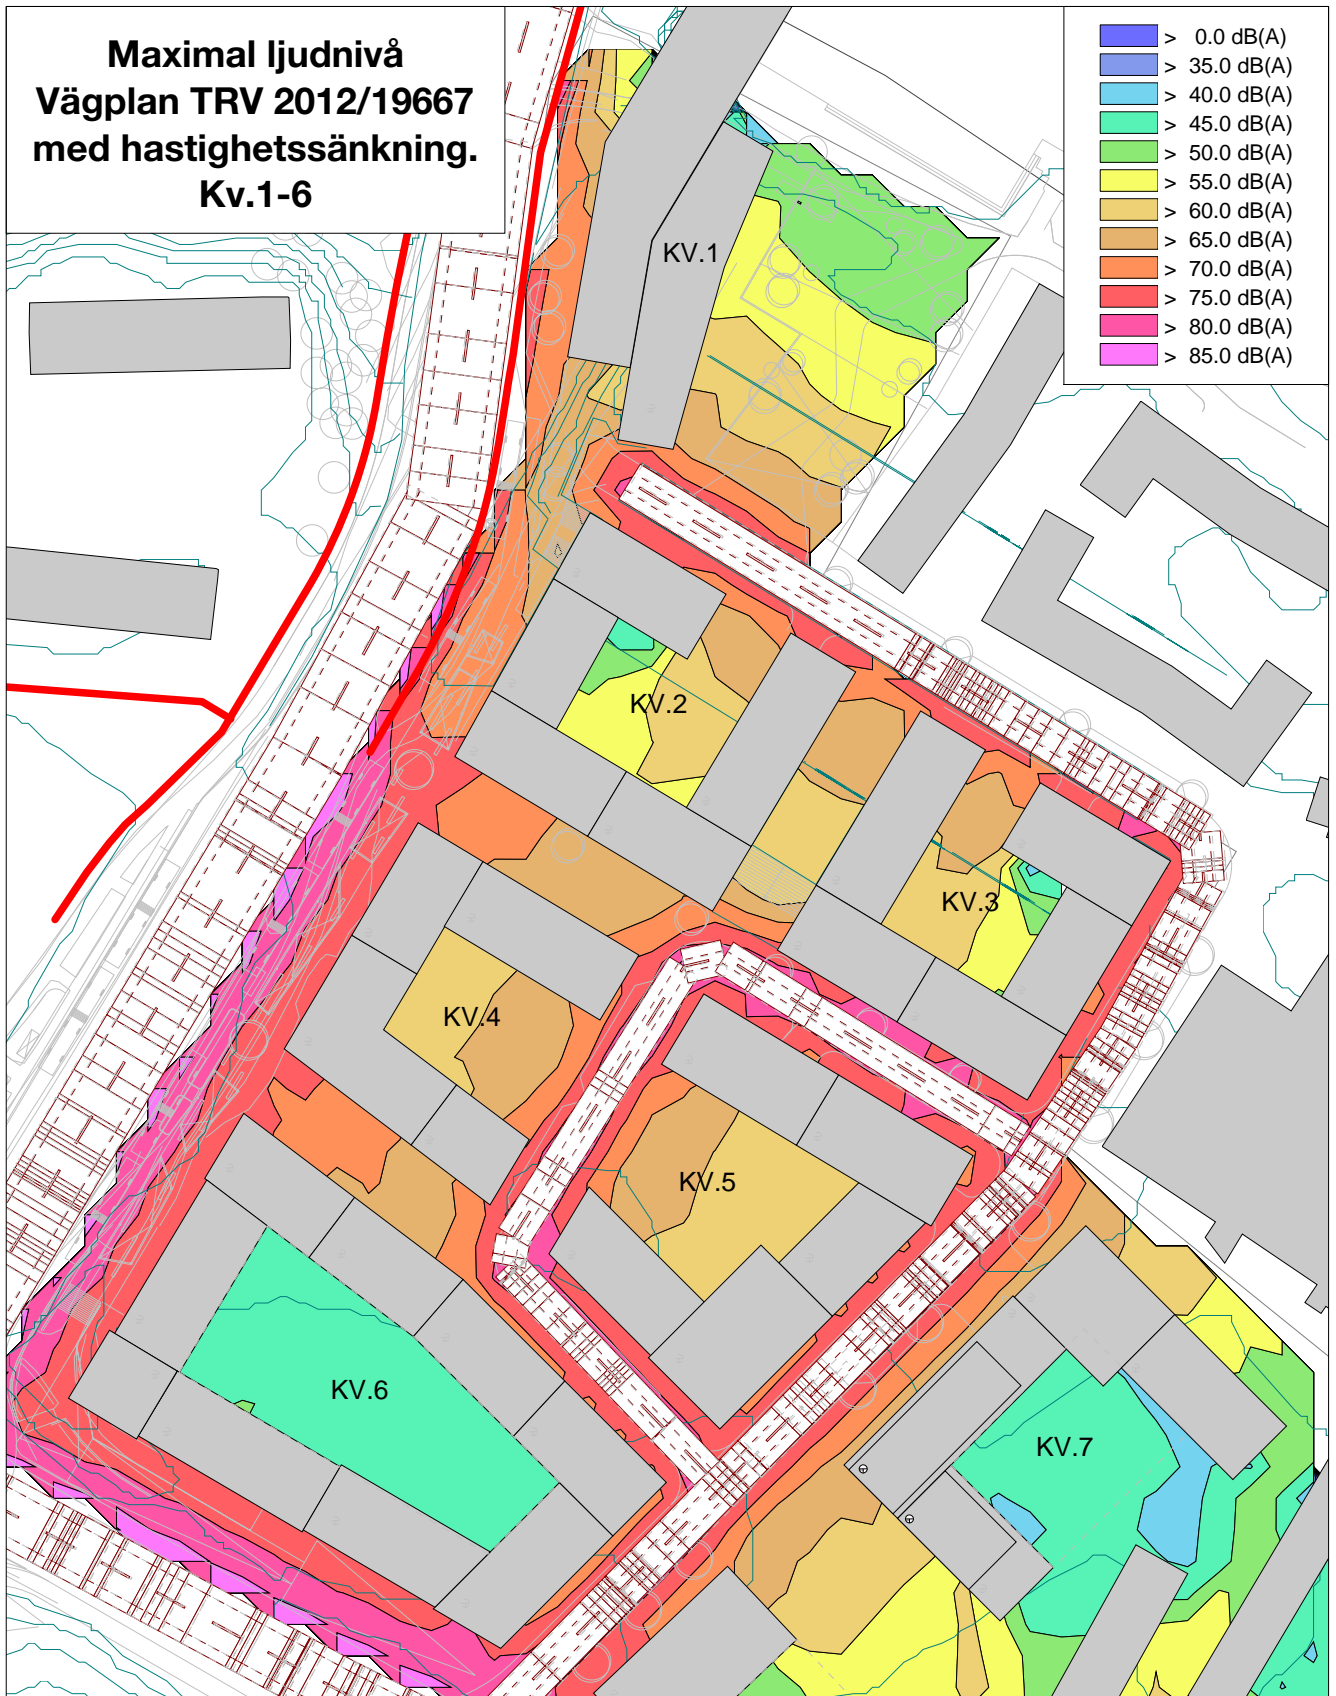 Maximal ljudnivå
Vägplan TRV 2012/19667
med hastighetssänkning.
Kv.1-6
> 0.0 dB(A)
> 35.0 dB(A)
> 40.0 dB(A)
> 45.0 dB(A)
> 50.0 dB(A)
> 55.0 dB(A)
> 60.0 dB(A)
> 65.0 dB(A)
> 70.0 dB(A)
> 75.0 dB(A)
> 80.0 dB(A)
> 85.0 dB(A)
KV.1
KV.2
KV.3
KV.4
KV.5
KV.6
KV.7